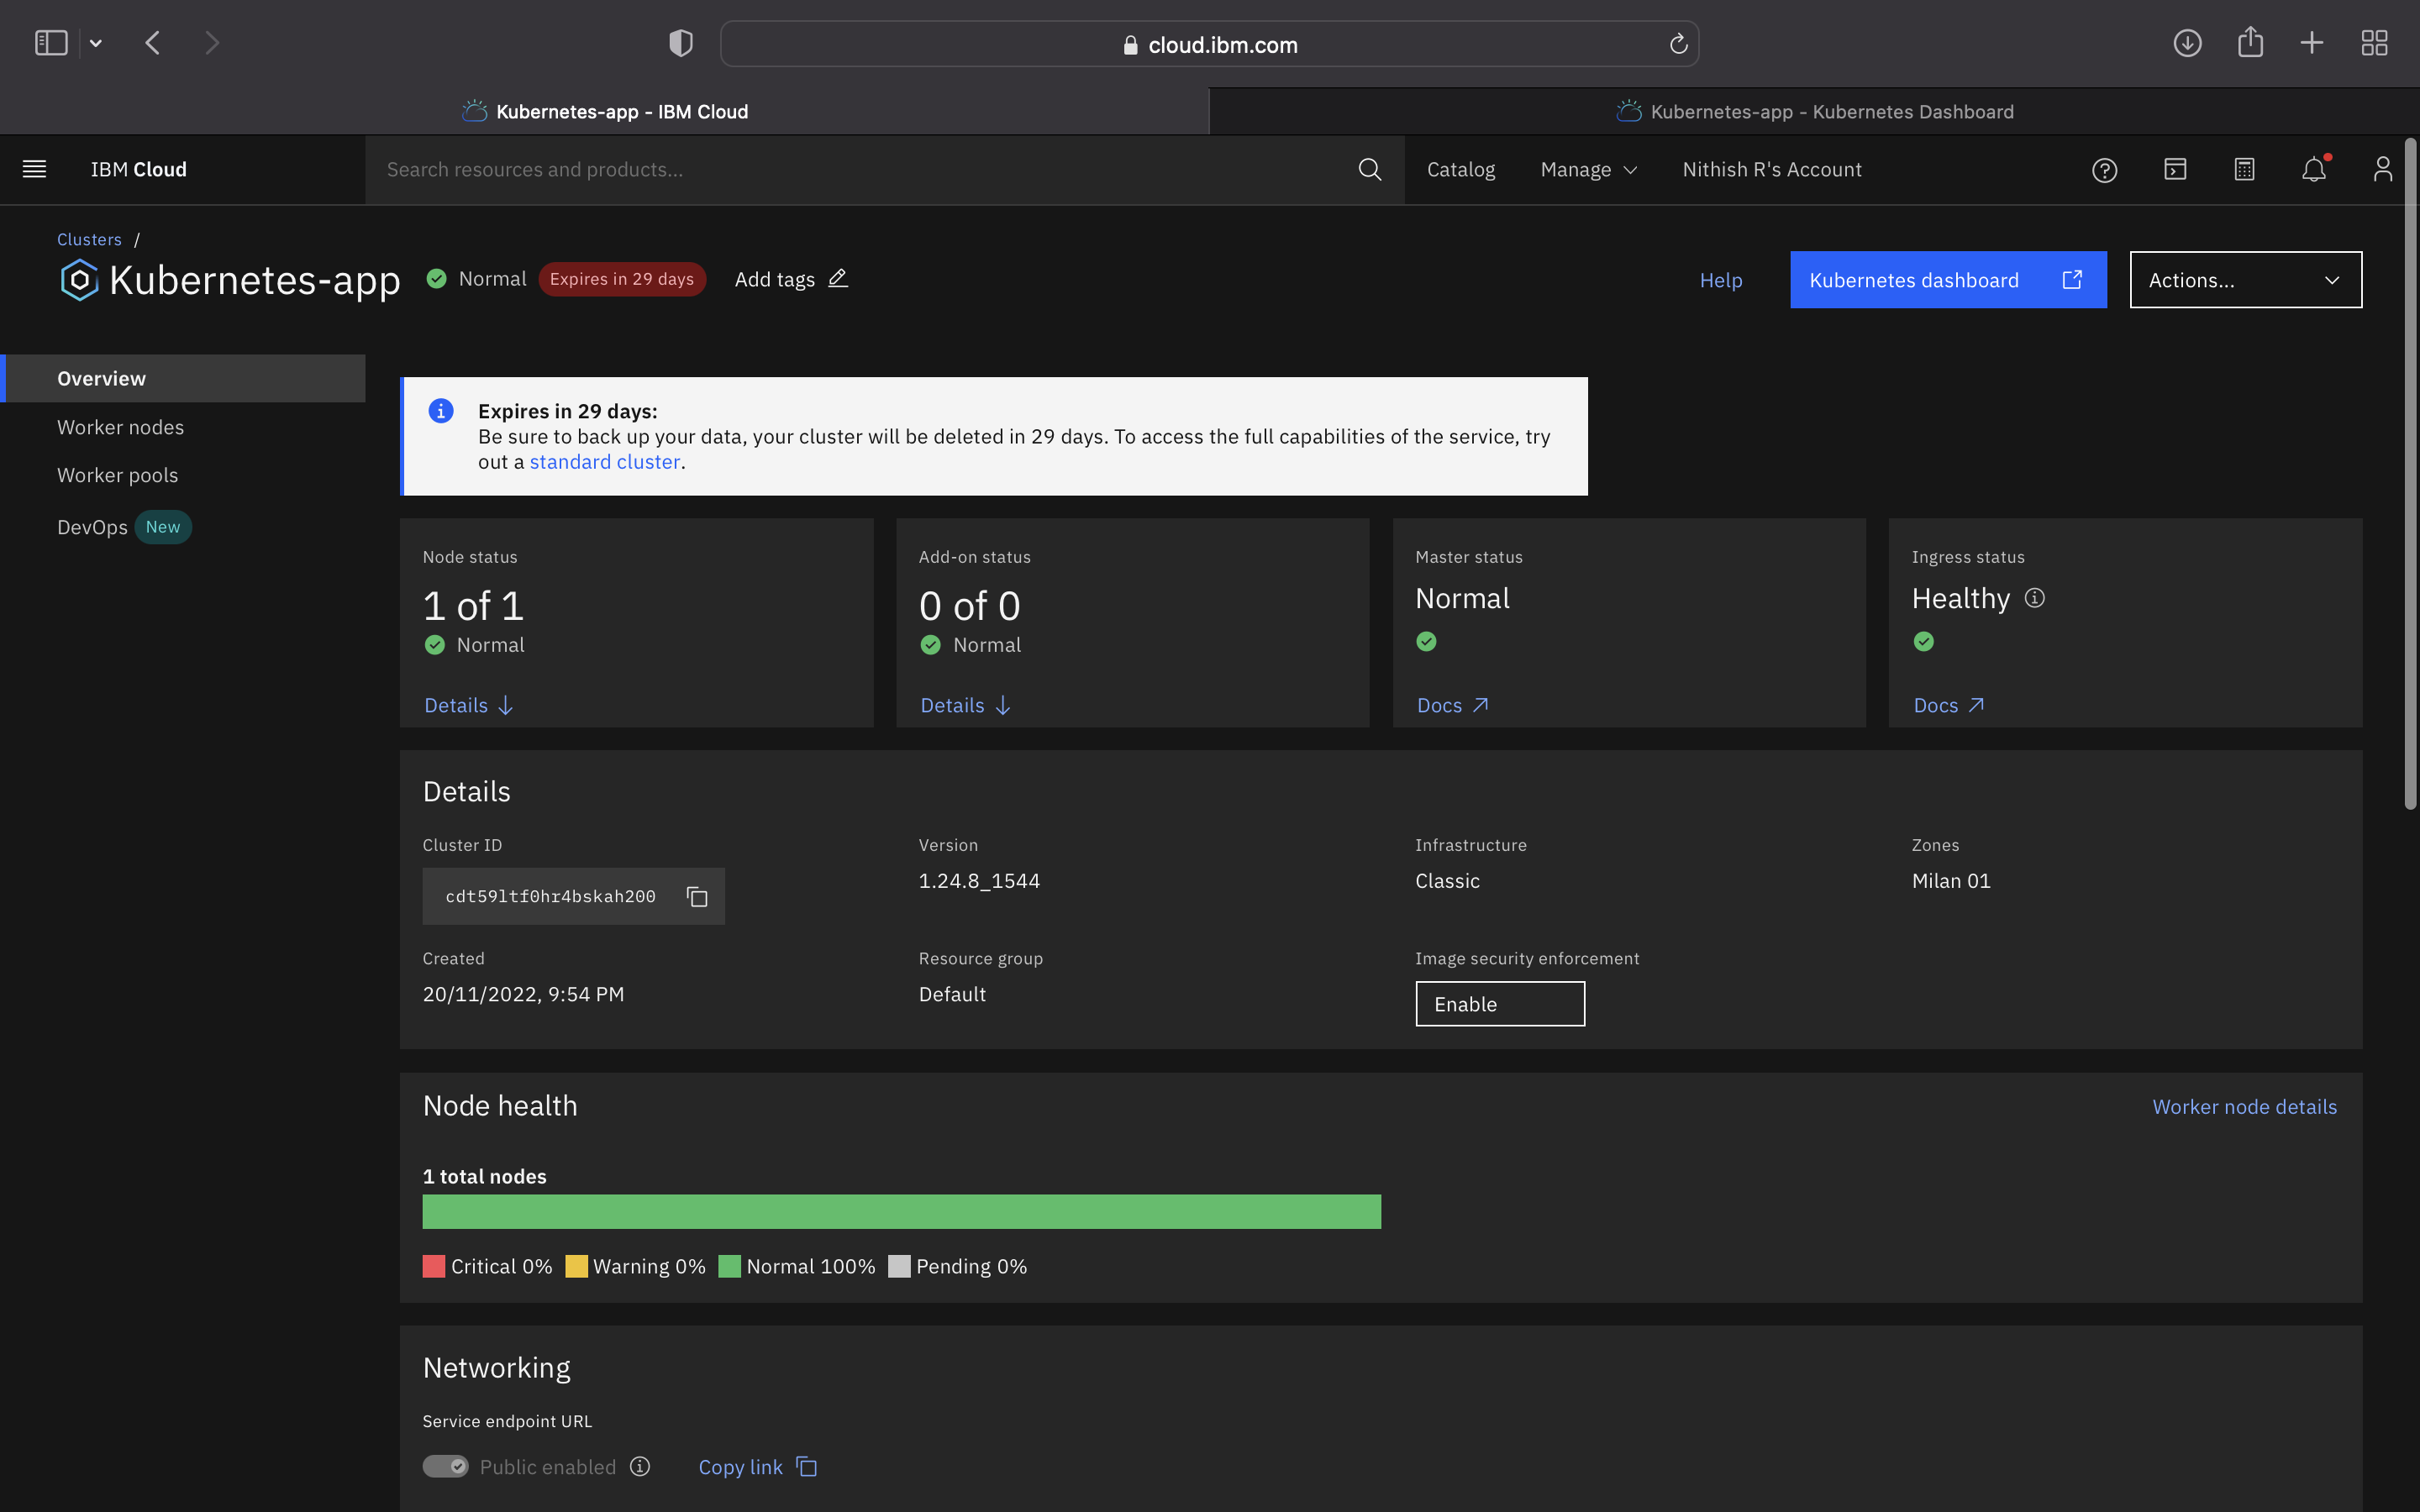 cloud.ibm.com
Kubernetes-app - IBM Cloud
Kubernetes-app - Kubernetes Dashboard
IBM Cloud
Search resources and products...
Catalog
Manage
Nithish R's Account
Clusters /
Kubernetes-app
Normal
Expires in 29 days
Add tags
Help
Kubernetes dashboard
Actions...
Overview
Worker nodes
Worker pools
DevOps New
Expires in 29 days:
Be sure to back up your data, your cluster will be deleted in 29 days. To access the full capabilities of the service, try
out a standard cluster.
Node status
1 of 1
Normal
Details
Add-on status
0 of 0
Normal
Details
Master status
Normal
Docs
Ingress status
Healthy
Docs
Details
Cluster ID
cdt59ltf0hr4bskah200
Version
1.24.8_1544
Infrastructure
Classic
Zones
Milan 01
Created
20/11/2022, 9:54 PM
Resource group
Default
Image security enforcement
Enable
Node health
Worker node details
1 total nodes
Critical 0% Warning 0% Normal 100% Pending 0%
Networking
Service endpoint URL
Public enabled
Copy link